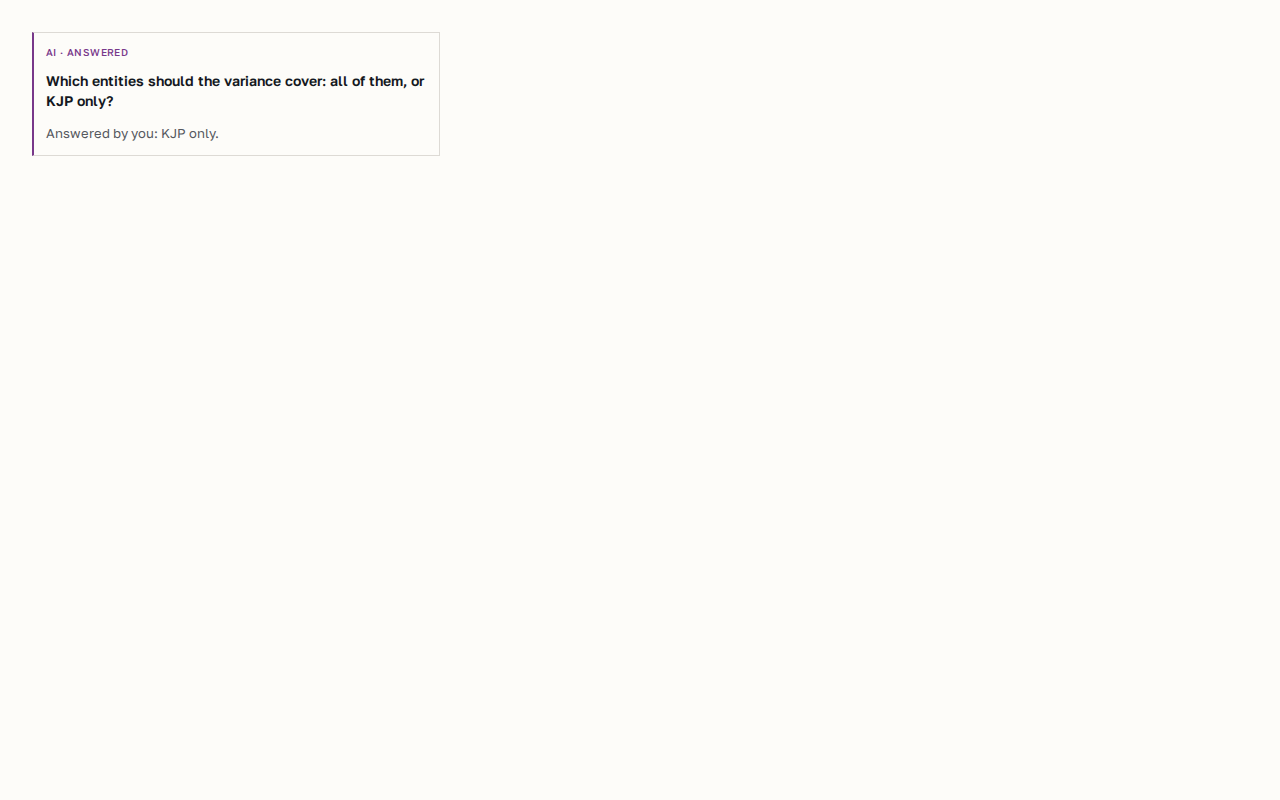 AI · ANSWERED
Which entities should the variance cover: all of them, or
KJP only?
Answered by you: KJP only.